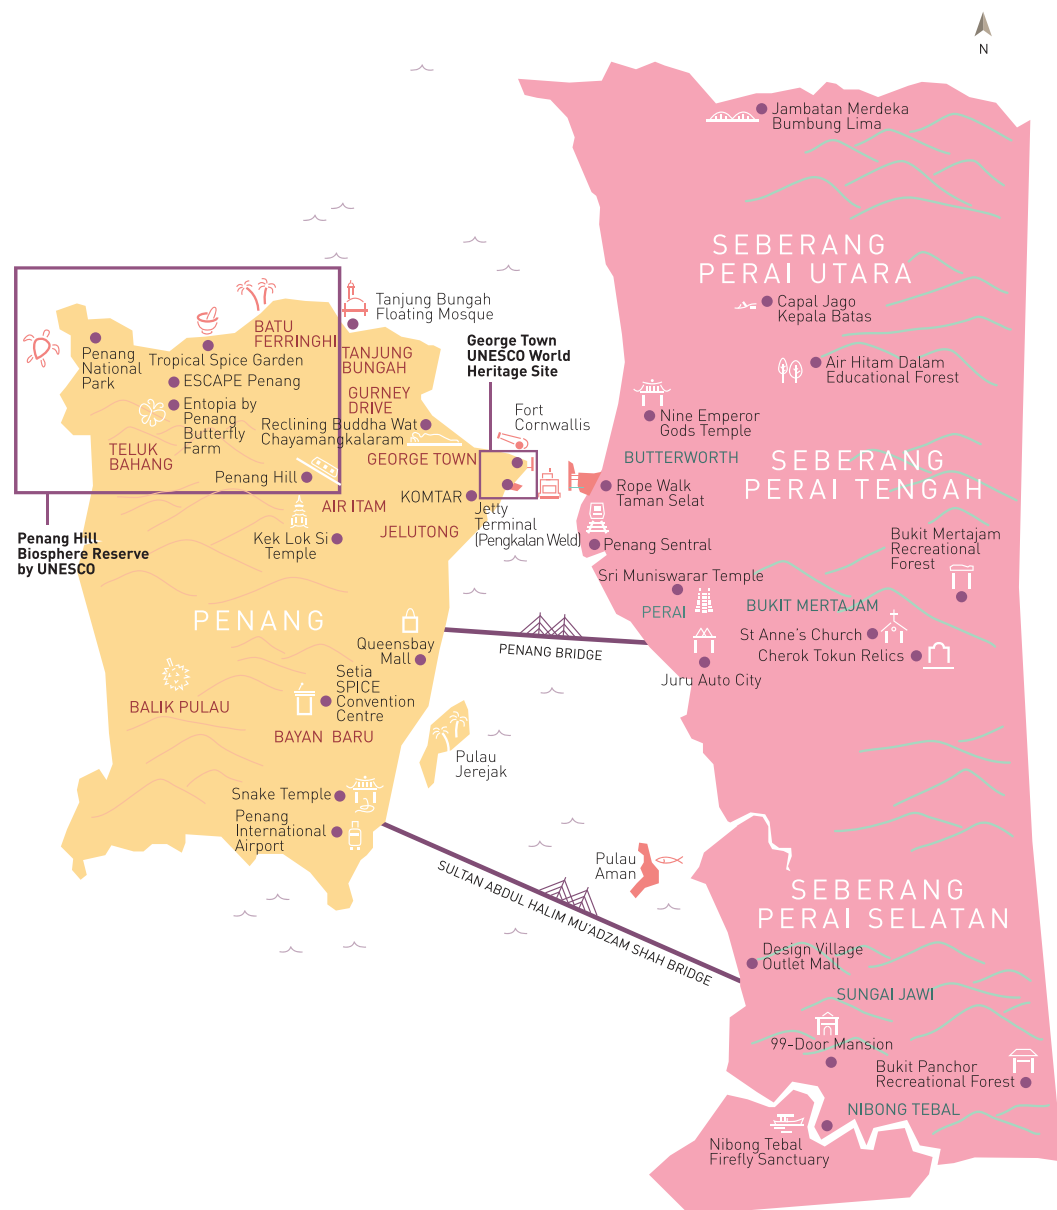 N
Jambatan Merdeka
Bumbung Lima
SEBERANG
PERAI UTARA
Capal Jago
Kepala Batas
Air Hitam Dalam
Educational Forest
Nine Emperor
Gods Temple
BUTTERWORTH
SEBERANG
PERAI TENGAH
Rope Walk
Taman Selat
Penang Sentral
Bukit Mertajam
Recreational
Forest
Sri Muniswarar Temple
PERAI
BUKIT MERTAJAM
St Anne's Church
Cherok Tokun Relics
Juru Auto City
Tanjung Bungah
Floating Mosque
BATU
FERRINGHI
Penang
National
Park
Tropical Spice Garden
ESCAPE Penang
Entopia by
Penang
Butterfly
Farm
TELUK
BAHANG
TANJUNG
BUNGAH
GURNEY
DRIVE
Reclining Buddha Wat
Chayamangkalaram
George Town
UNESCO World
Heritage Site
Fort
Cornwallis
GEORGE TOWN
Penang Hill
KOMTAR
AIR ITAM
JELUTONG
Jetty
Terminal
(Pengkalan Weld)
Penang Hill
Biosphere Reserve
by UNESCO
Kek Lok Si
Temple
PENANG
Queensbay
Mall
PENANG BRIDGE
Setia
SPICE
Convention
Centre
BALIK PULAU
BAYAN BARU
Pulau
Jerejak
Snake Temple
Penang
International
Airport
SULTAN ABDUL HALIM MU'ADZAM SHAH BRIDGE
Pulau
Aman
SEBERANG
PERAI SELATAN
Design Village
Outlet Mall
SUNGAI JAWI
99-Door Mansion
Bukit Panchor
Recreational Forest
NIBONG TEBAL
Nibong Tebal
Firefly Sanctuary